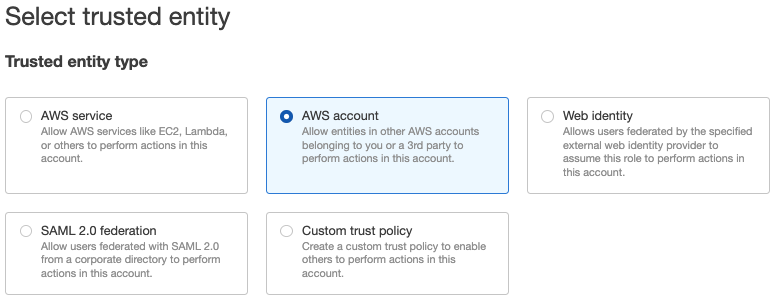 Select trusted entity
Trusted entity type
AWS service
Allow AWS services like EC2, Lambda,
or others to perform actions in this
account.
AWS account
Allow entities in other AWS accounts
belonging to you or a 3rd party to
perform actions in this account.
Web identity
Allows users federated by the specified
external web identity provider to
assume this role to perform actions in
this account.
SAML 2.0 federation
Allow users federated with SAML 2.0
from a corporate directory to perform
actions in this account.
Custom trust policy
Create a custom trust policy to enable
others to perform actions in this
account.